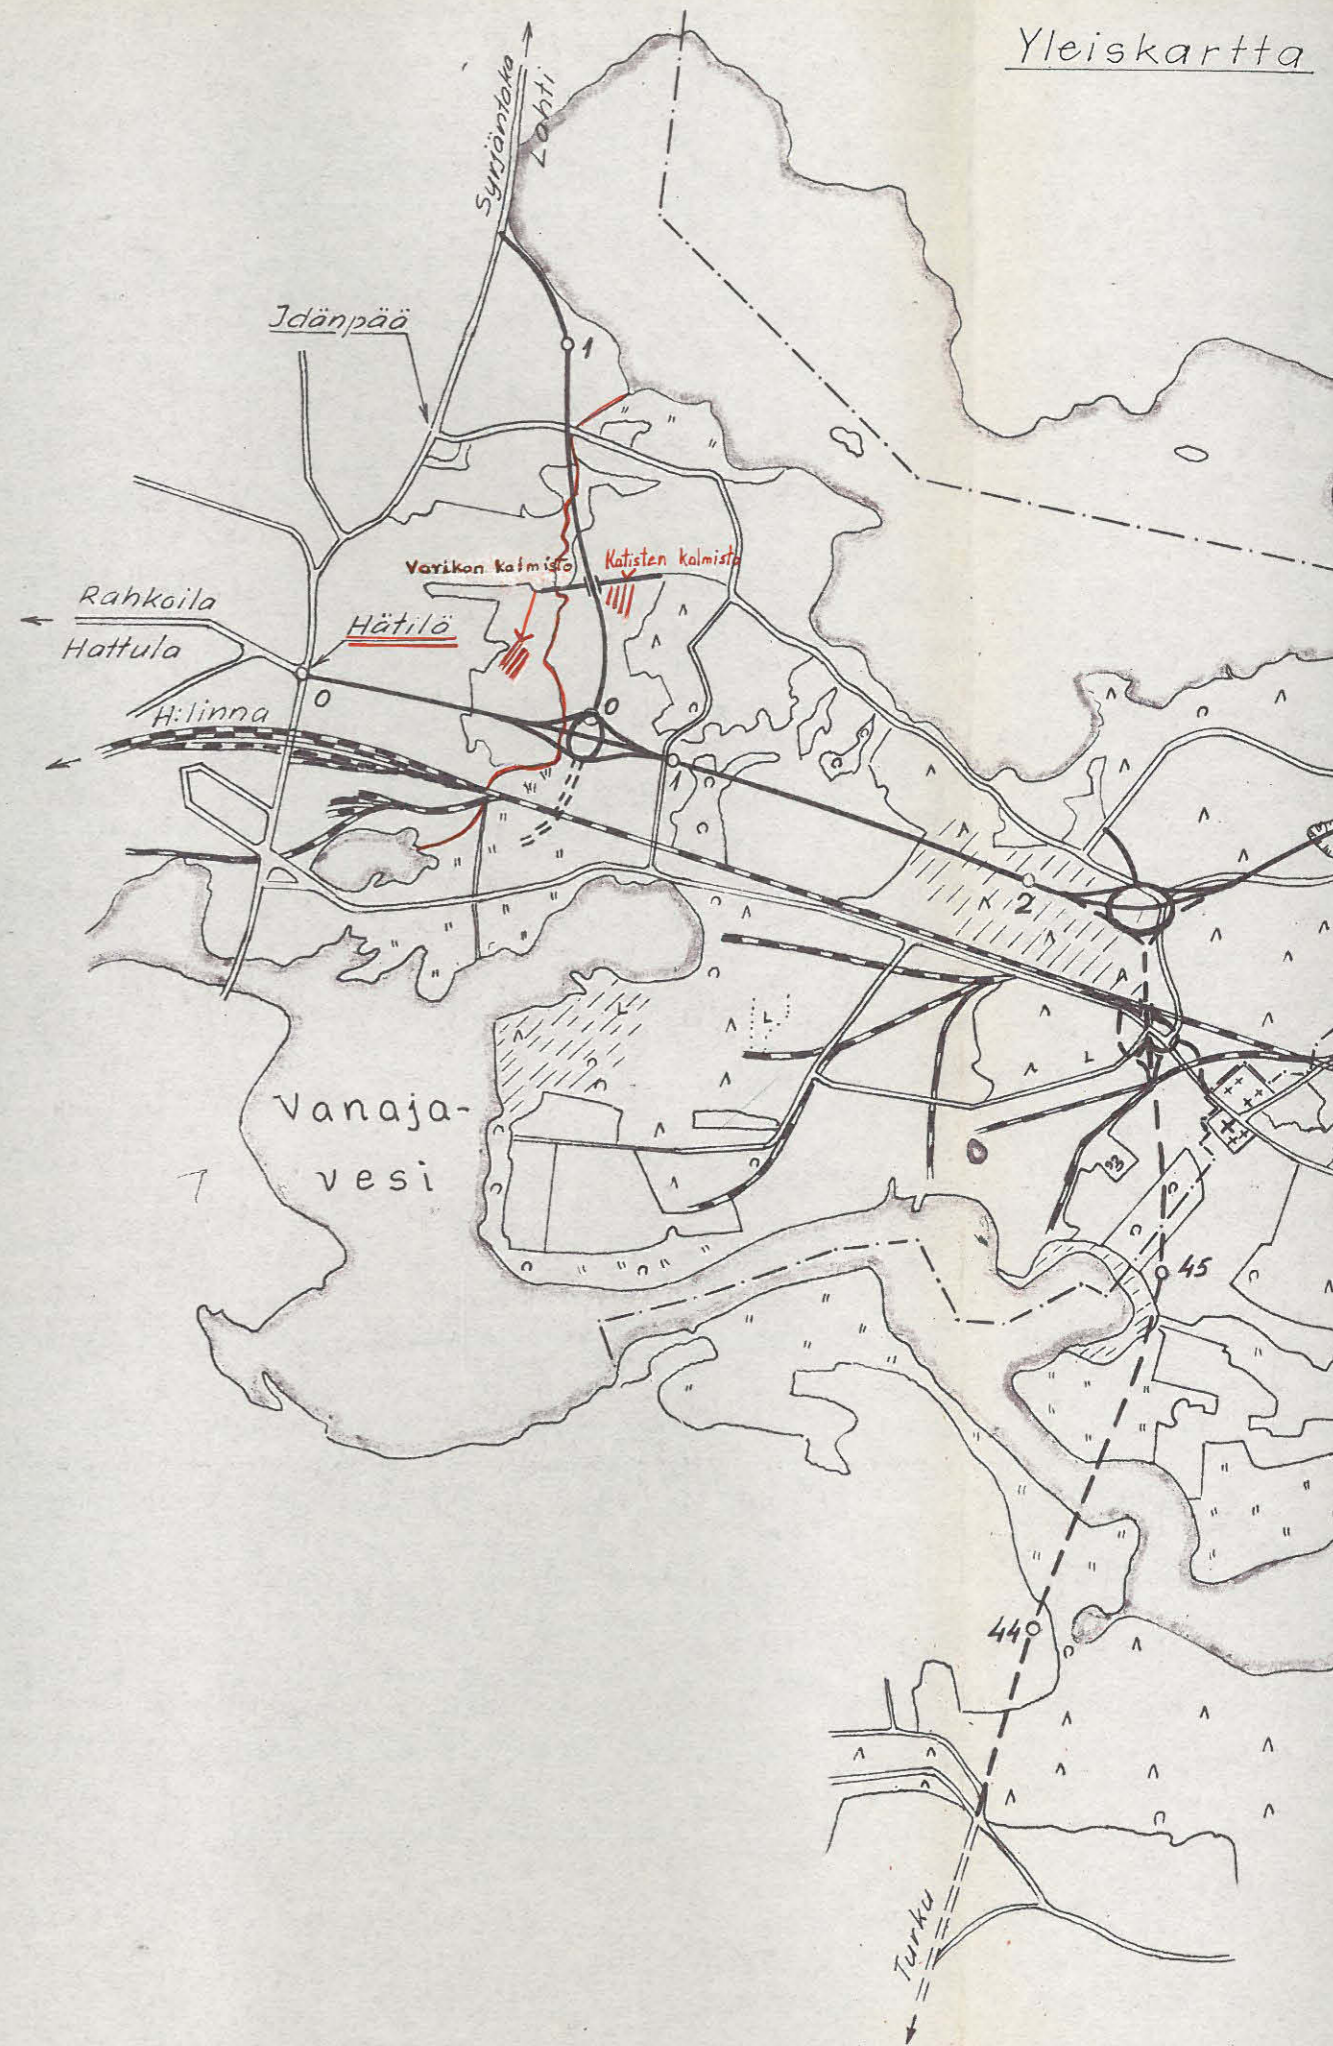 Yleiskartta
Syrjäntaka
Lahti
Idänpää
1
Varikon kalmisto
Katisten kalmisto
Rahkoila
Hattula
Hätilö
0
0
H:linna
1
2
Vanaja-
vesi
45
44
Turku